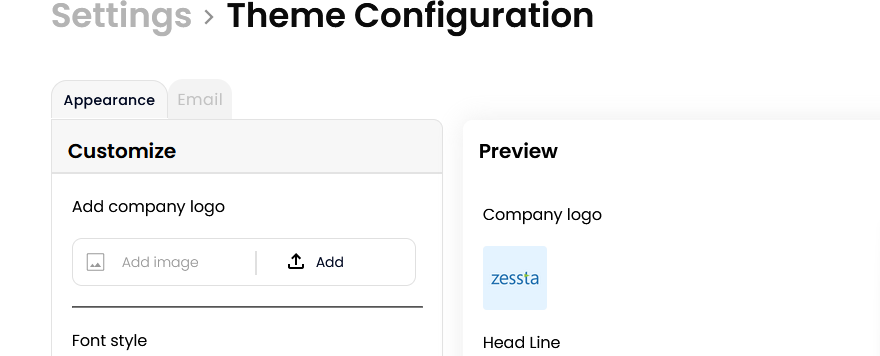 Settings > Theme Configuration
Appearance Email
Customize
Add company logo
Add image | Add
Font style
Preview
Company logo
zessta
Head Line